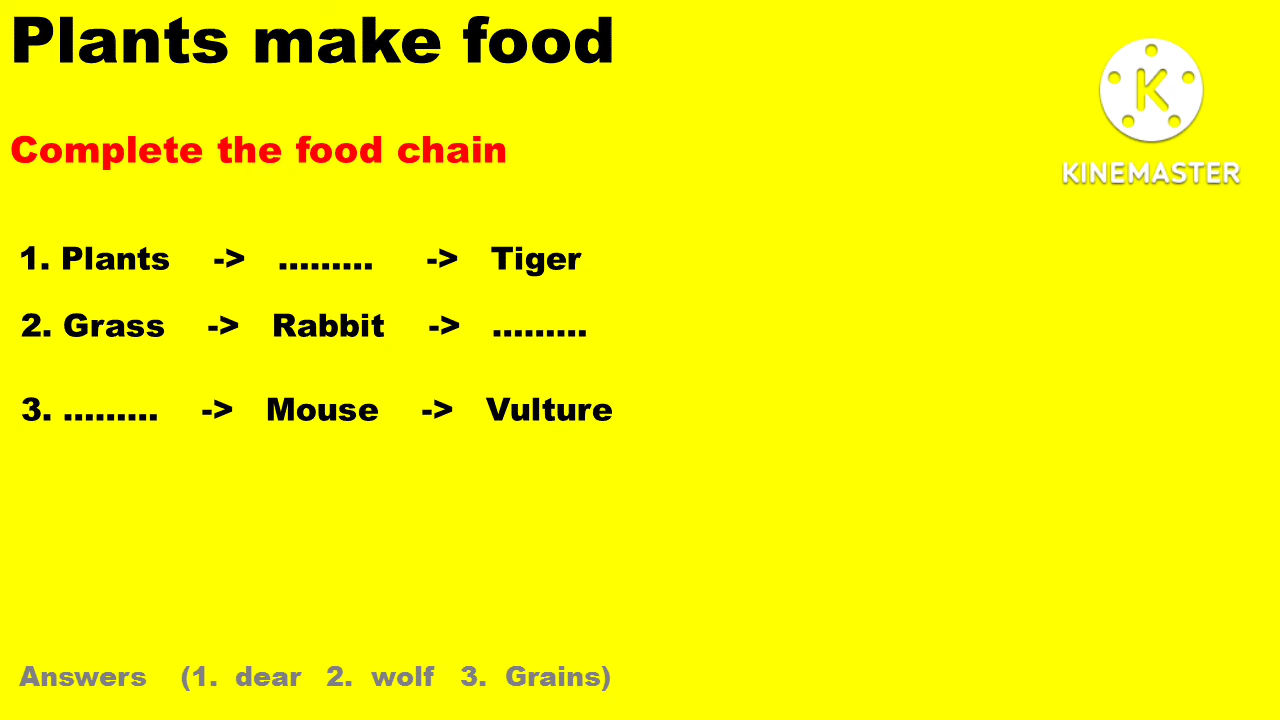 Plants make food
K
KINEMASTER
Complete the food chain
1. Plants -> ......... -> Tiger
2. Grass -> Rabbit -> .........
3. ......... -> Mouse -> Vulture
Answers (1. dear 2. wolf 3. Grains)